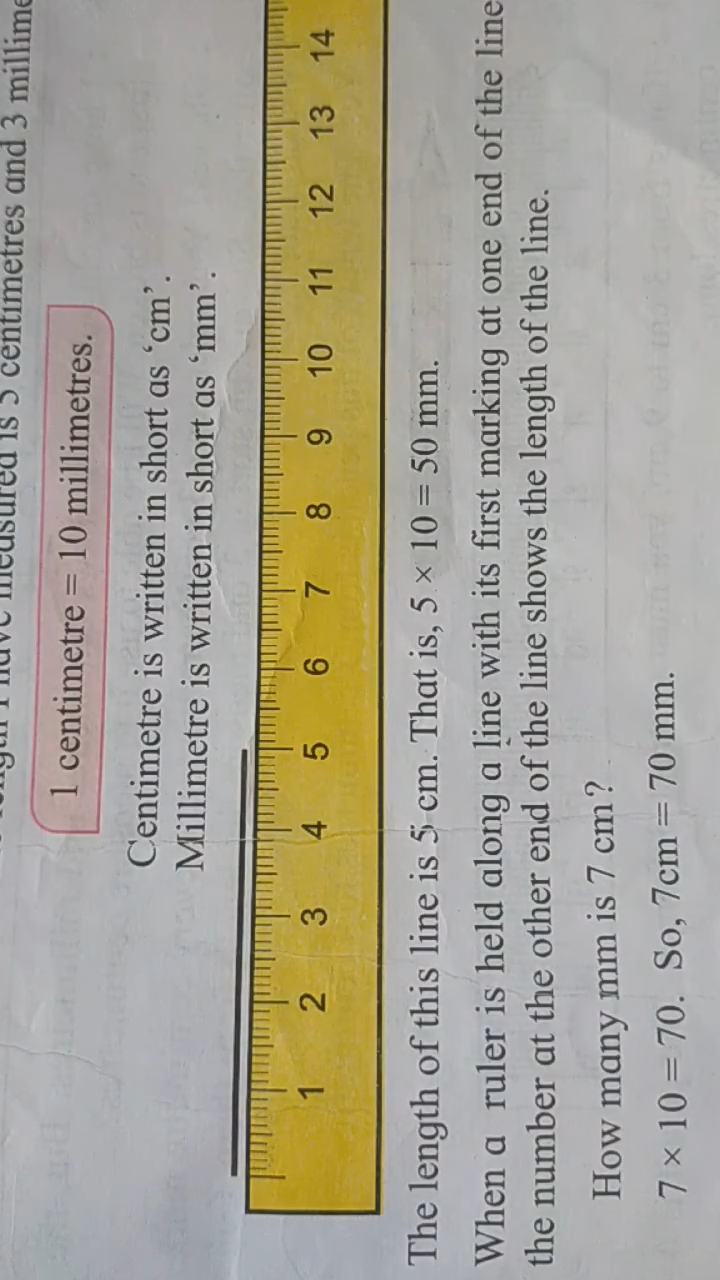 measured is 5 centimetres and 3
1 centimetre = 10 millimetres.
Centimetre is written in short as ‘cm’.
Millimetre is written in short as ‘mm’.
1 2 3 4 5 6 7 8 9 10 11 12 13 14
The length of this line is 5 cm. That is, 5 × 10 = 50 mm.
When a ruler is held along a line with its first marking at one end of the line
the number at the other end of the line shows the length of the line.
How many mm is 7 cm?
7 × 10 = 70. So, 7cm = 70 mm.